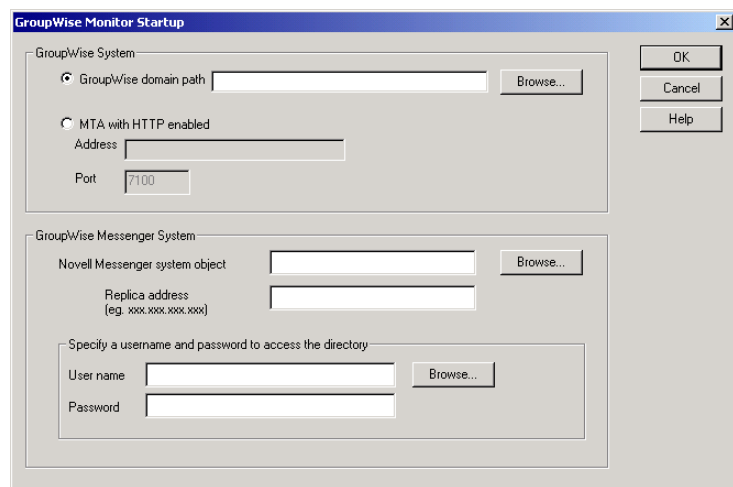 GroupWise Monitor Startup
GroupWise System
GroupWise domain path
Browse...
MTA with HTTP enabled
Address
Port
7100
OK
Cancel
Help
GroupWise Messenger System
Novell Messenger system object
Browse...
Replica address
(eg. xxx.xxx.xxx.xxx)
Specify a username and password to access the directory
User name
Browse...
Password